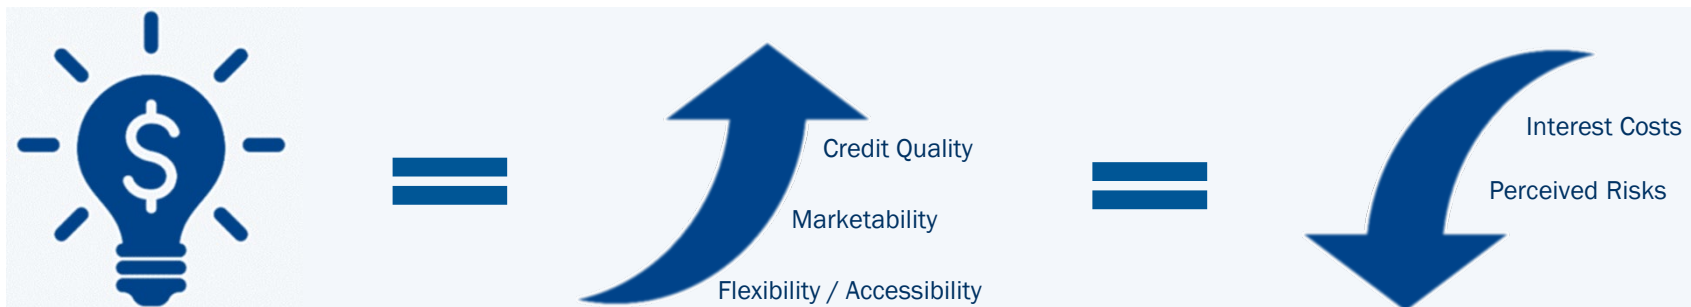 $
Credit Quality
Marketability
Flexibility / Accessibility
Interest Costs
Perceived Risks